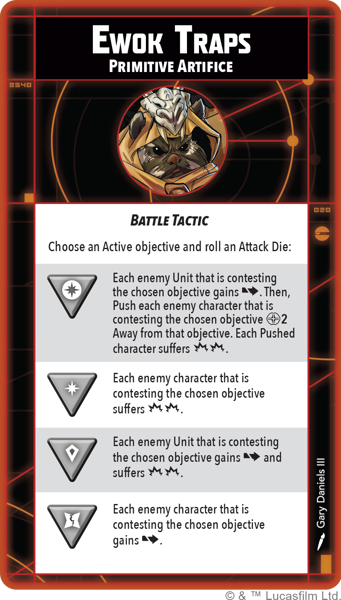 EWOK TRAPS
PRIMITIVE ARTIFICE
BATTLE TACTIC
Choose an Active objective and roll an Attack Die:
Each enemy Unit that is contesting
the chosen objective gains . Then,
Push each enemy character that is
contesting the chosen objective 2
Away from that objective. Each Pushed
character suffers .
Each enemy character that is
contesting the chosen objective
suffers .
Each enemy Unit that is contesting
the chosen objective gains and
suffers .
Each enemy character that is
contesting the chosen objective
gains .
Gary Daniels III
© & ™ Lucasfilm Ltd.